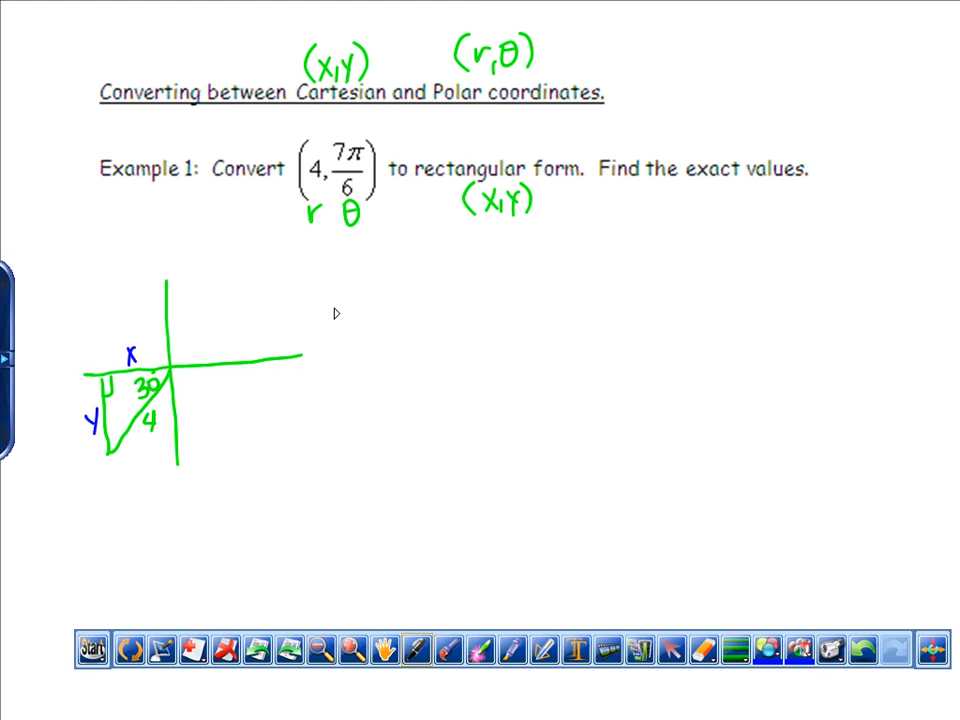 (x,y) (r,θ)
Converting between Cartesian and Polar coordinates.
Example 1: Convert (4, 7π/6) to rectangular form. Find the exact values.
r θ (x,y)
x
30
y 4
Start